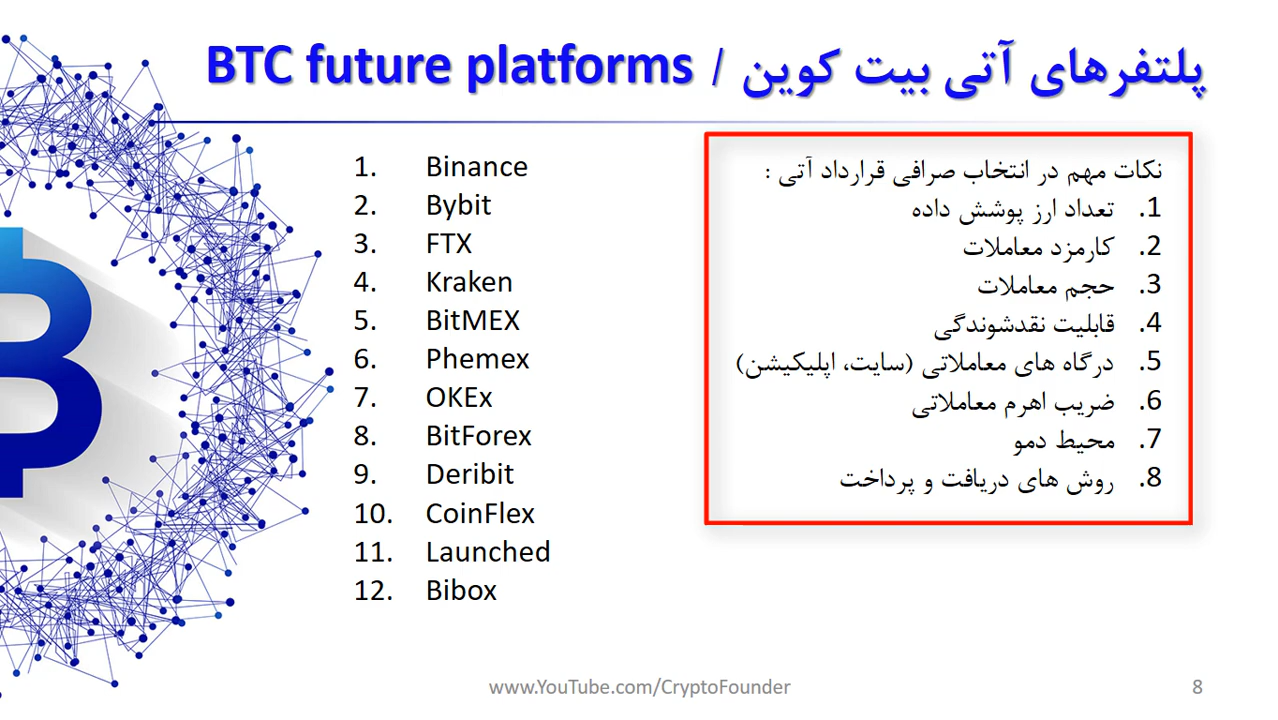 BTC future platforms / پلتفرهای آتی بیت کوین
1. Binance
2. Bybit
3. FTX
4. Kraken
5. BitMEX
6. Phemex
7. OKEx
8. BitForex
9. Deribit
10. CoinFlex
11. Launched
12. Bibox
نکات مهم در انتخاب صرافی قرارداد آتی :
1. تعداد ارز پوشش داده
2. کارمزد معاملات
3. حجم معاملات
4. قابلیت نقدشوندگی
5. درگاه های معاملاتی (سایت، اپلیکیشن)
6. ضریب اهرم معاملاتی
7. محیط دمو
8. روش های دریافت و پرداخت
www.YouTube.com/CryptoFounder
8